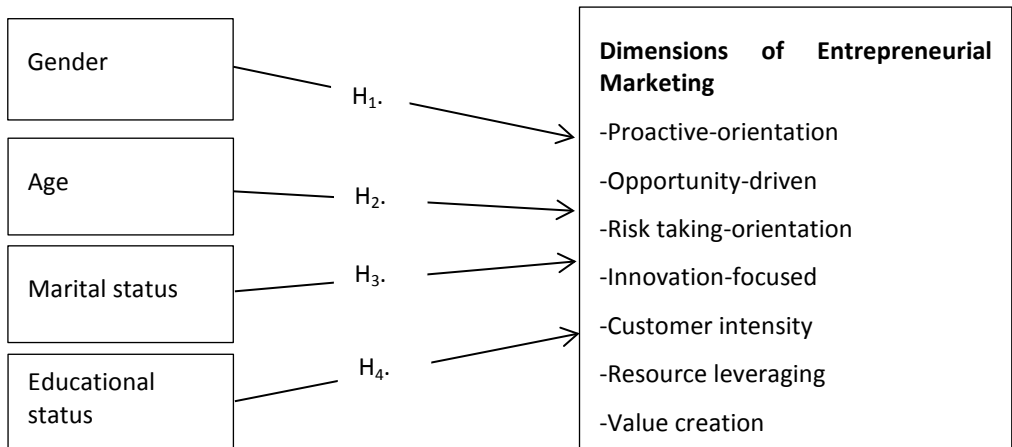 Gender
H₁.
Age
H₂.
Marital status
H₃.
Educational
status
H₄.
Dimensions of Entrepreneurial
Marketing
-Proactive-orientation
-Opportunity-driven
-Risk taking-orientation
-Innovation-focused
-Customer intensity
-Resource leveraging
-Value creation